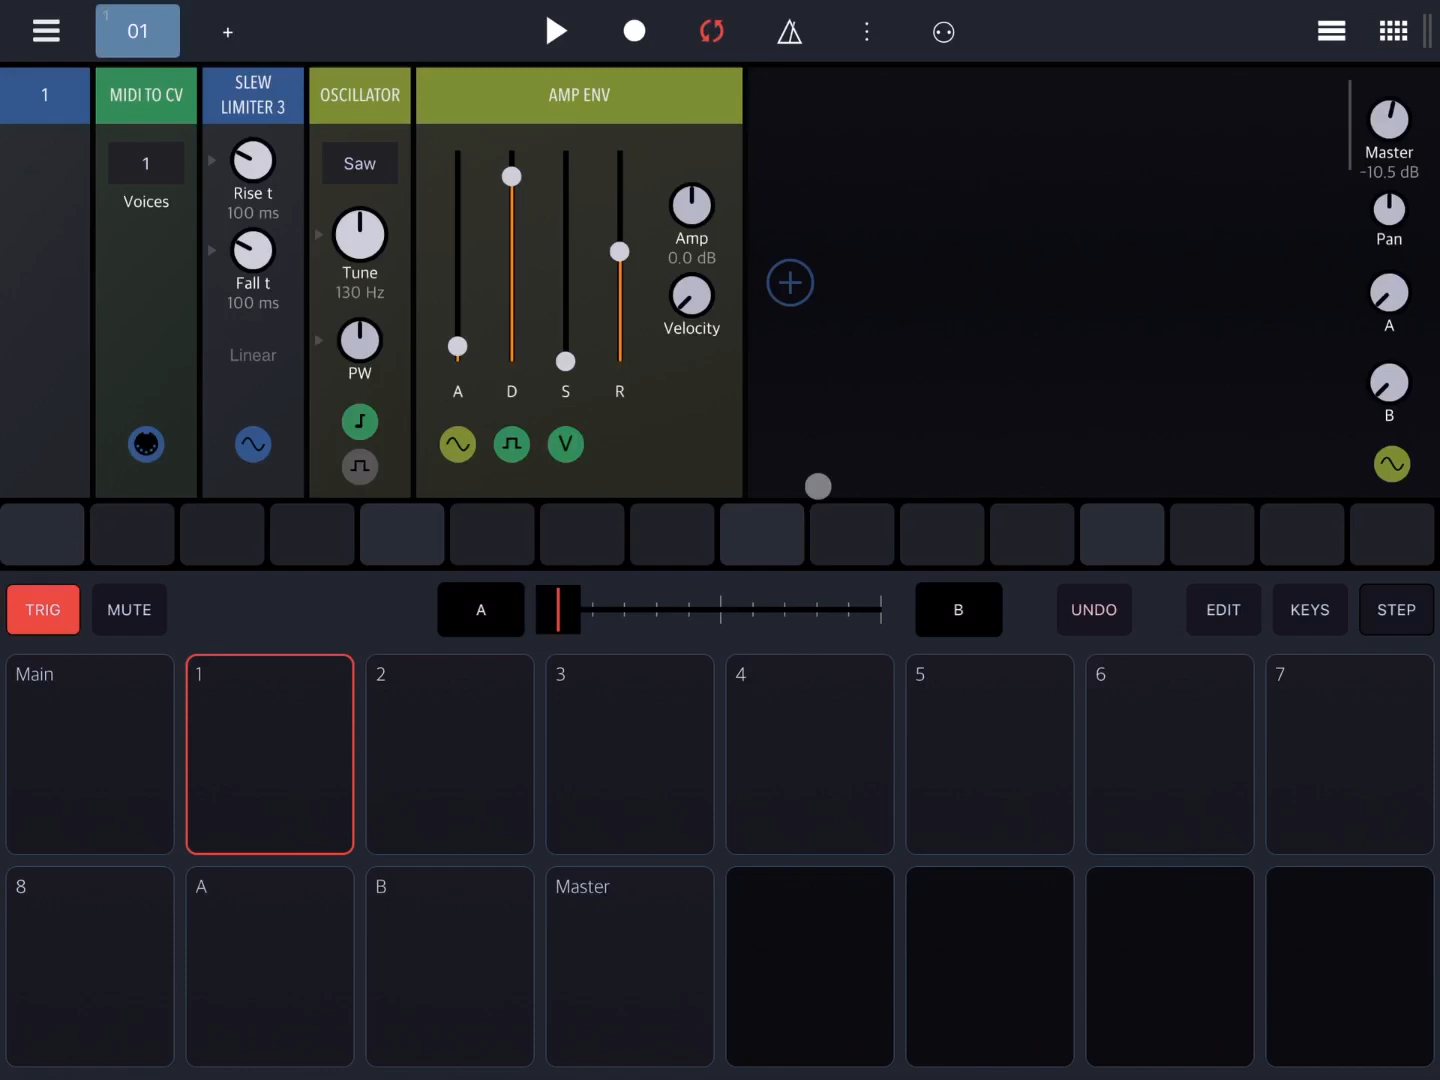 1
01
1
MIDI TO CV
SLEW
LIMITER 3
OSCILLATOR
AMP ENV
1
Voices
Rise t
100 ms
Fall t
100 ms
Linear
Saw
Tune
130 Hz
PW
A
D
S
R
Amp
0.0 dB
Velocity
V
Master
-10.5 dB
Pan
A
B
TRIG
MUTE
A
B
UNDO
EDIT
KEYS
STEP
Main
1
2
3
4
5
6
7
8
A
B
Master